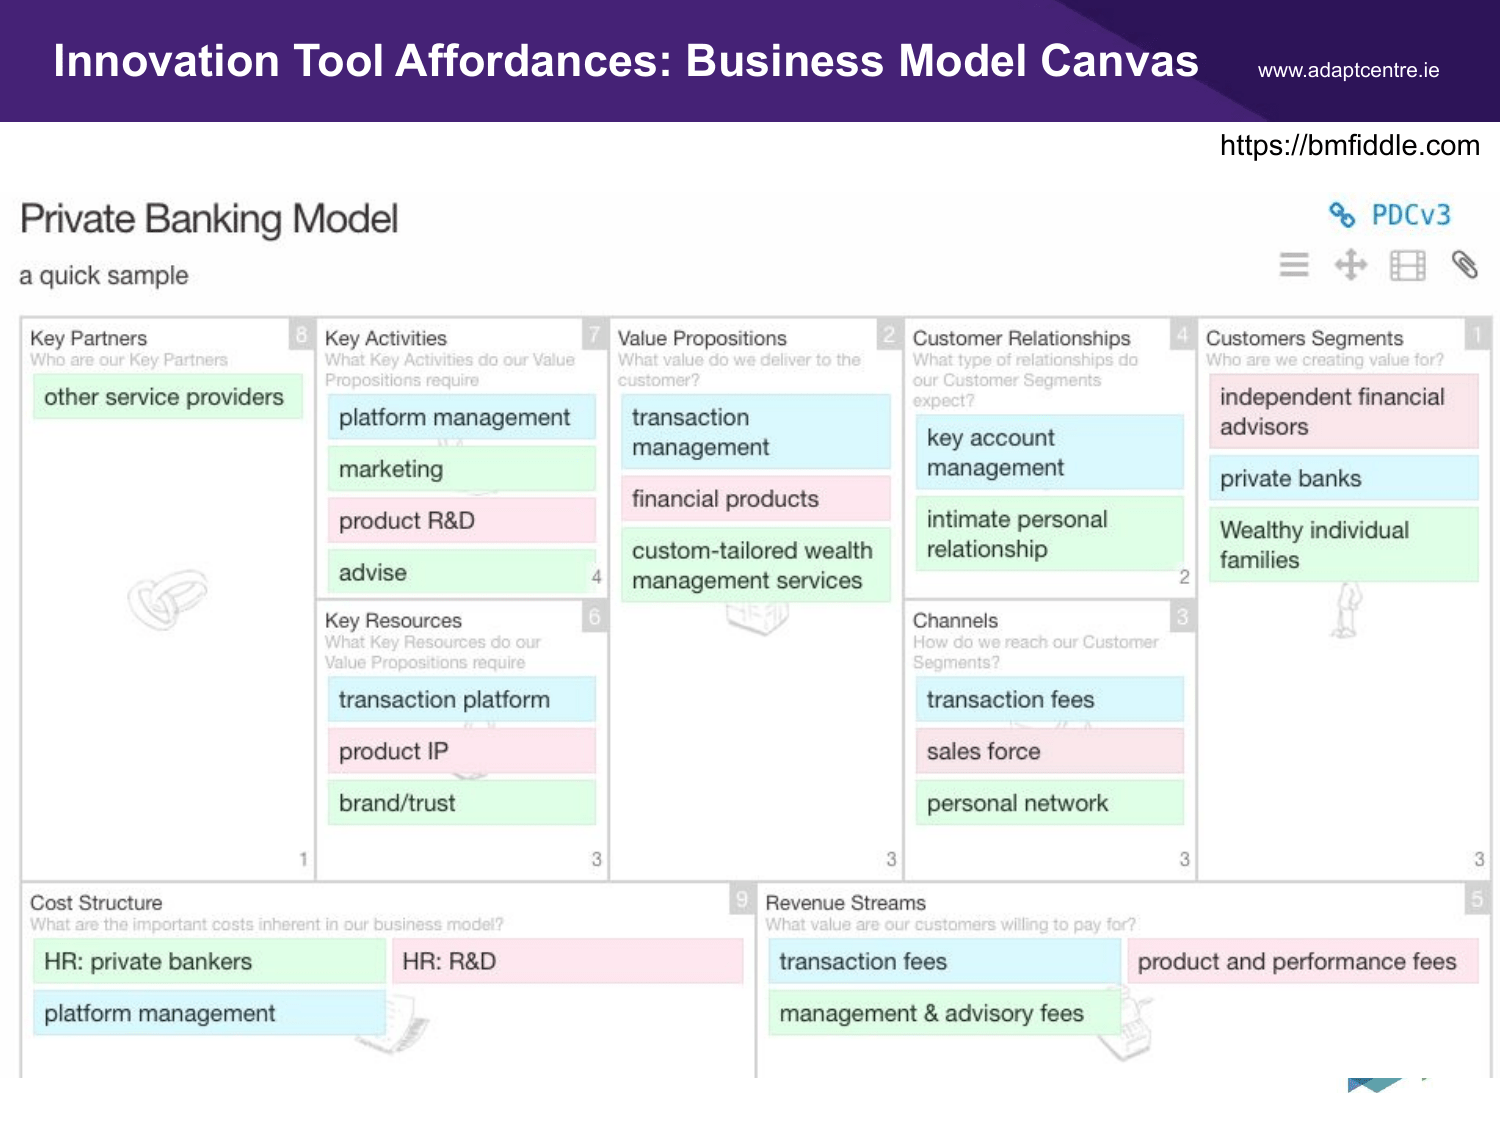 Innovation Tool Affordances: Business Model Canvas
www.adaptcentre.ie
https://bmfiddle.com
Private Banking Model
PDCv3
a quick sample
Key Partners
8
Who are our Key Partners
other service providers
1
Key Activities
7
What Key Activities do our Value
Propositions require
platform management
marketing
product R&D
advise
4
Key Resources
6
What Key Resources do our
Value Propositions require
transaction platform
product IP
brand/trust
3
Value Propositions
2
What value do we deliver to the
customer?
transaction
management
financial products
custom-tailored wealth
management services
3
Customer Relationships
4
What type of relationships do
our Customer Segments
expect?
key account
management
intimate personal
relationship
2
Channels
3
How do we reach our Customer
Segments?
transaction fees
sales force
personal network
3
Customers Segments
1
Who are we creating value for?
independent financial
advisors
private banks
Wealthy individual
families
3
Cost Structure
9
What are the important costs inherent in our business model?
HR: private bankers
HR: R&D
platform management
Revenue Streams
5
What value are our customers willing to pay for?
transaction fees
product and performance fees
management & advisory fees